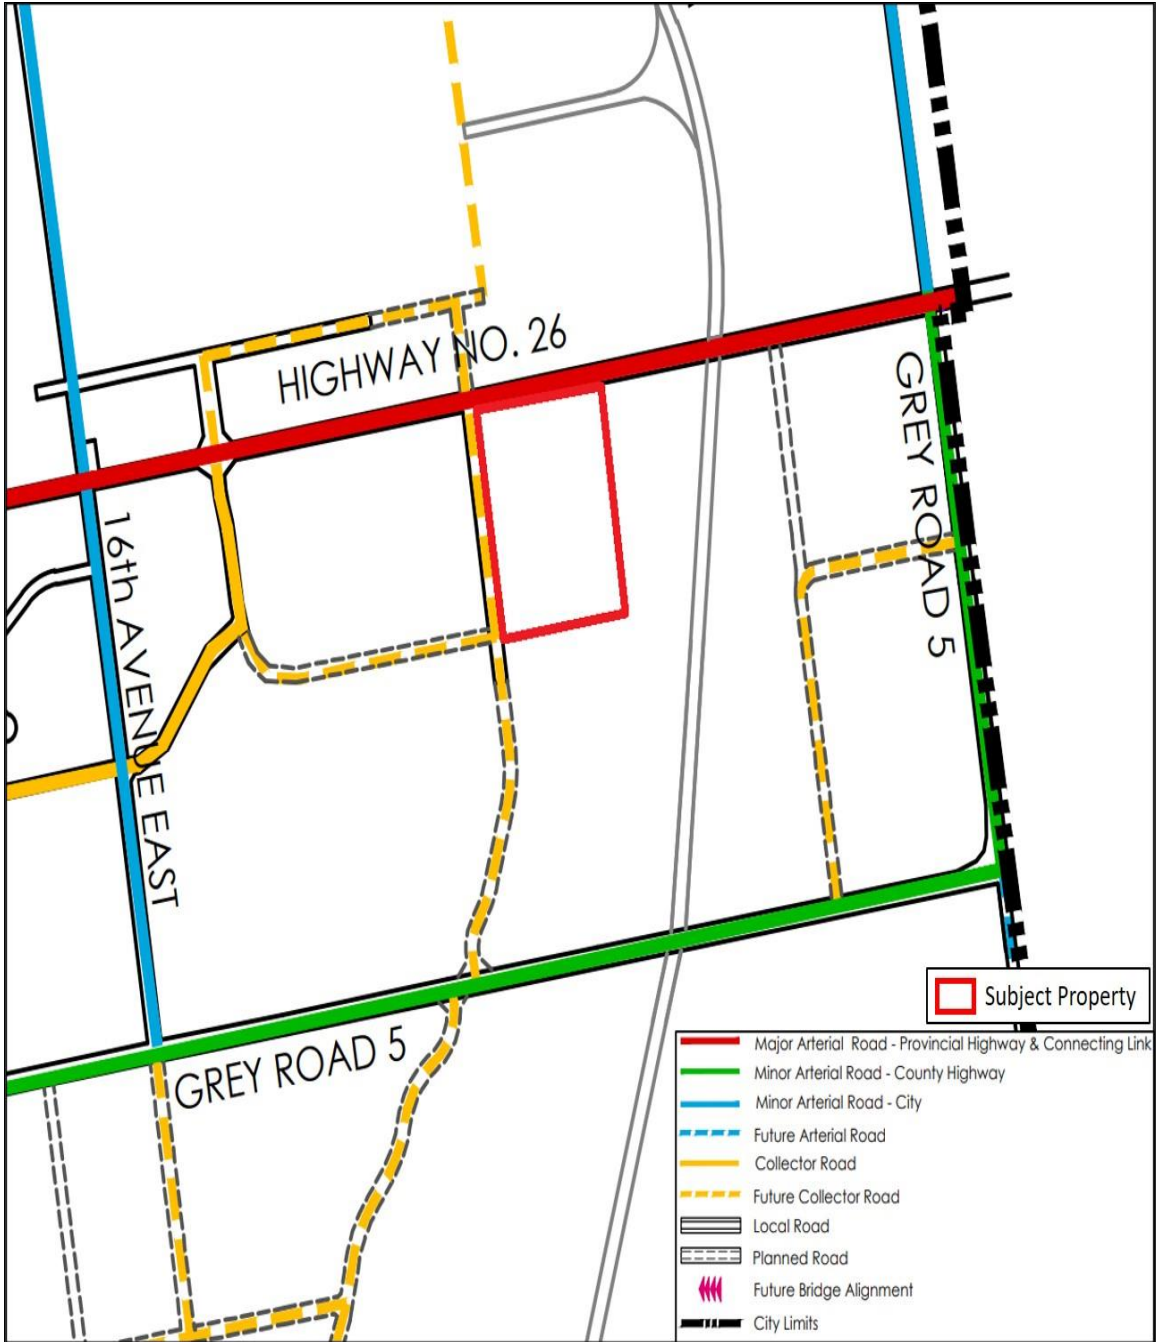 HIGHWAY NO. 26
GREY ROAD 5
16th AVENUE EAST
GREY ROAD 5
Subject Property
Major Arterial Road - Provincial Highway & Connecting Link
Minor Arterial Road - County Highway
Minor Arterial Road - City
Future Arterial Road
Collector Road
Future Collector Road
Local Road
Planned Road
Future Bridge Alignment
City Limits